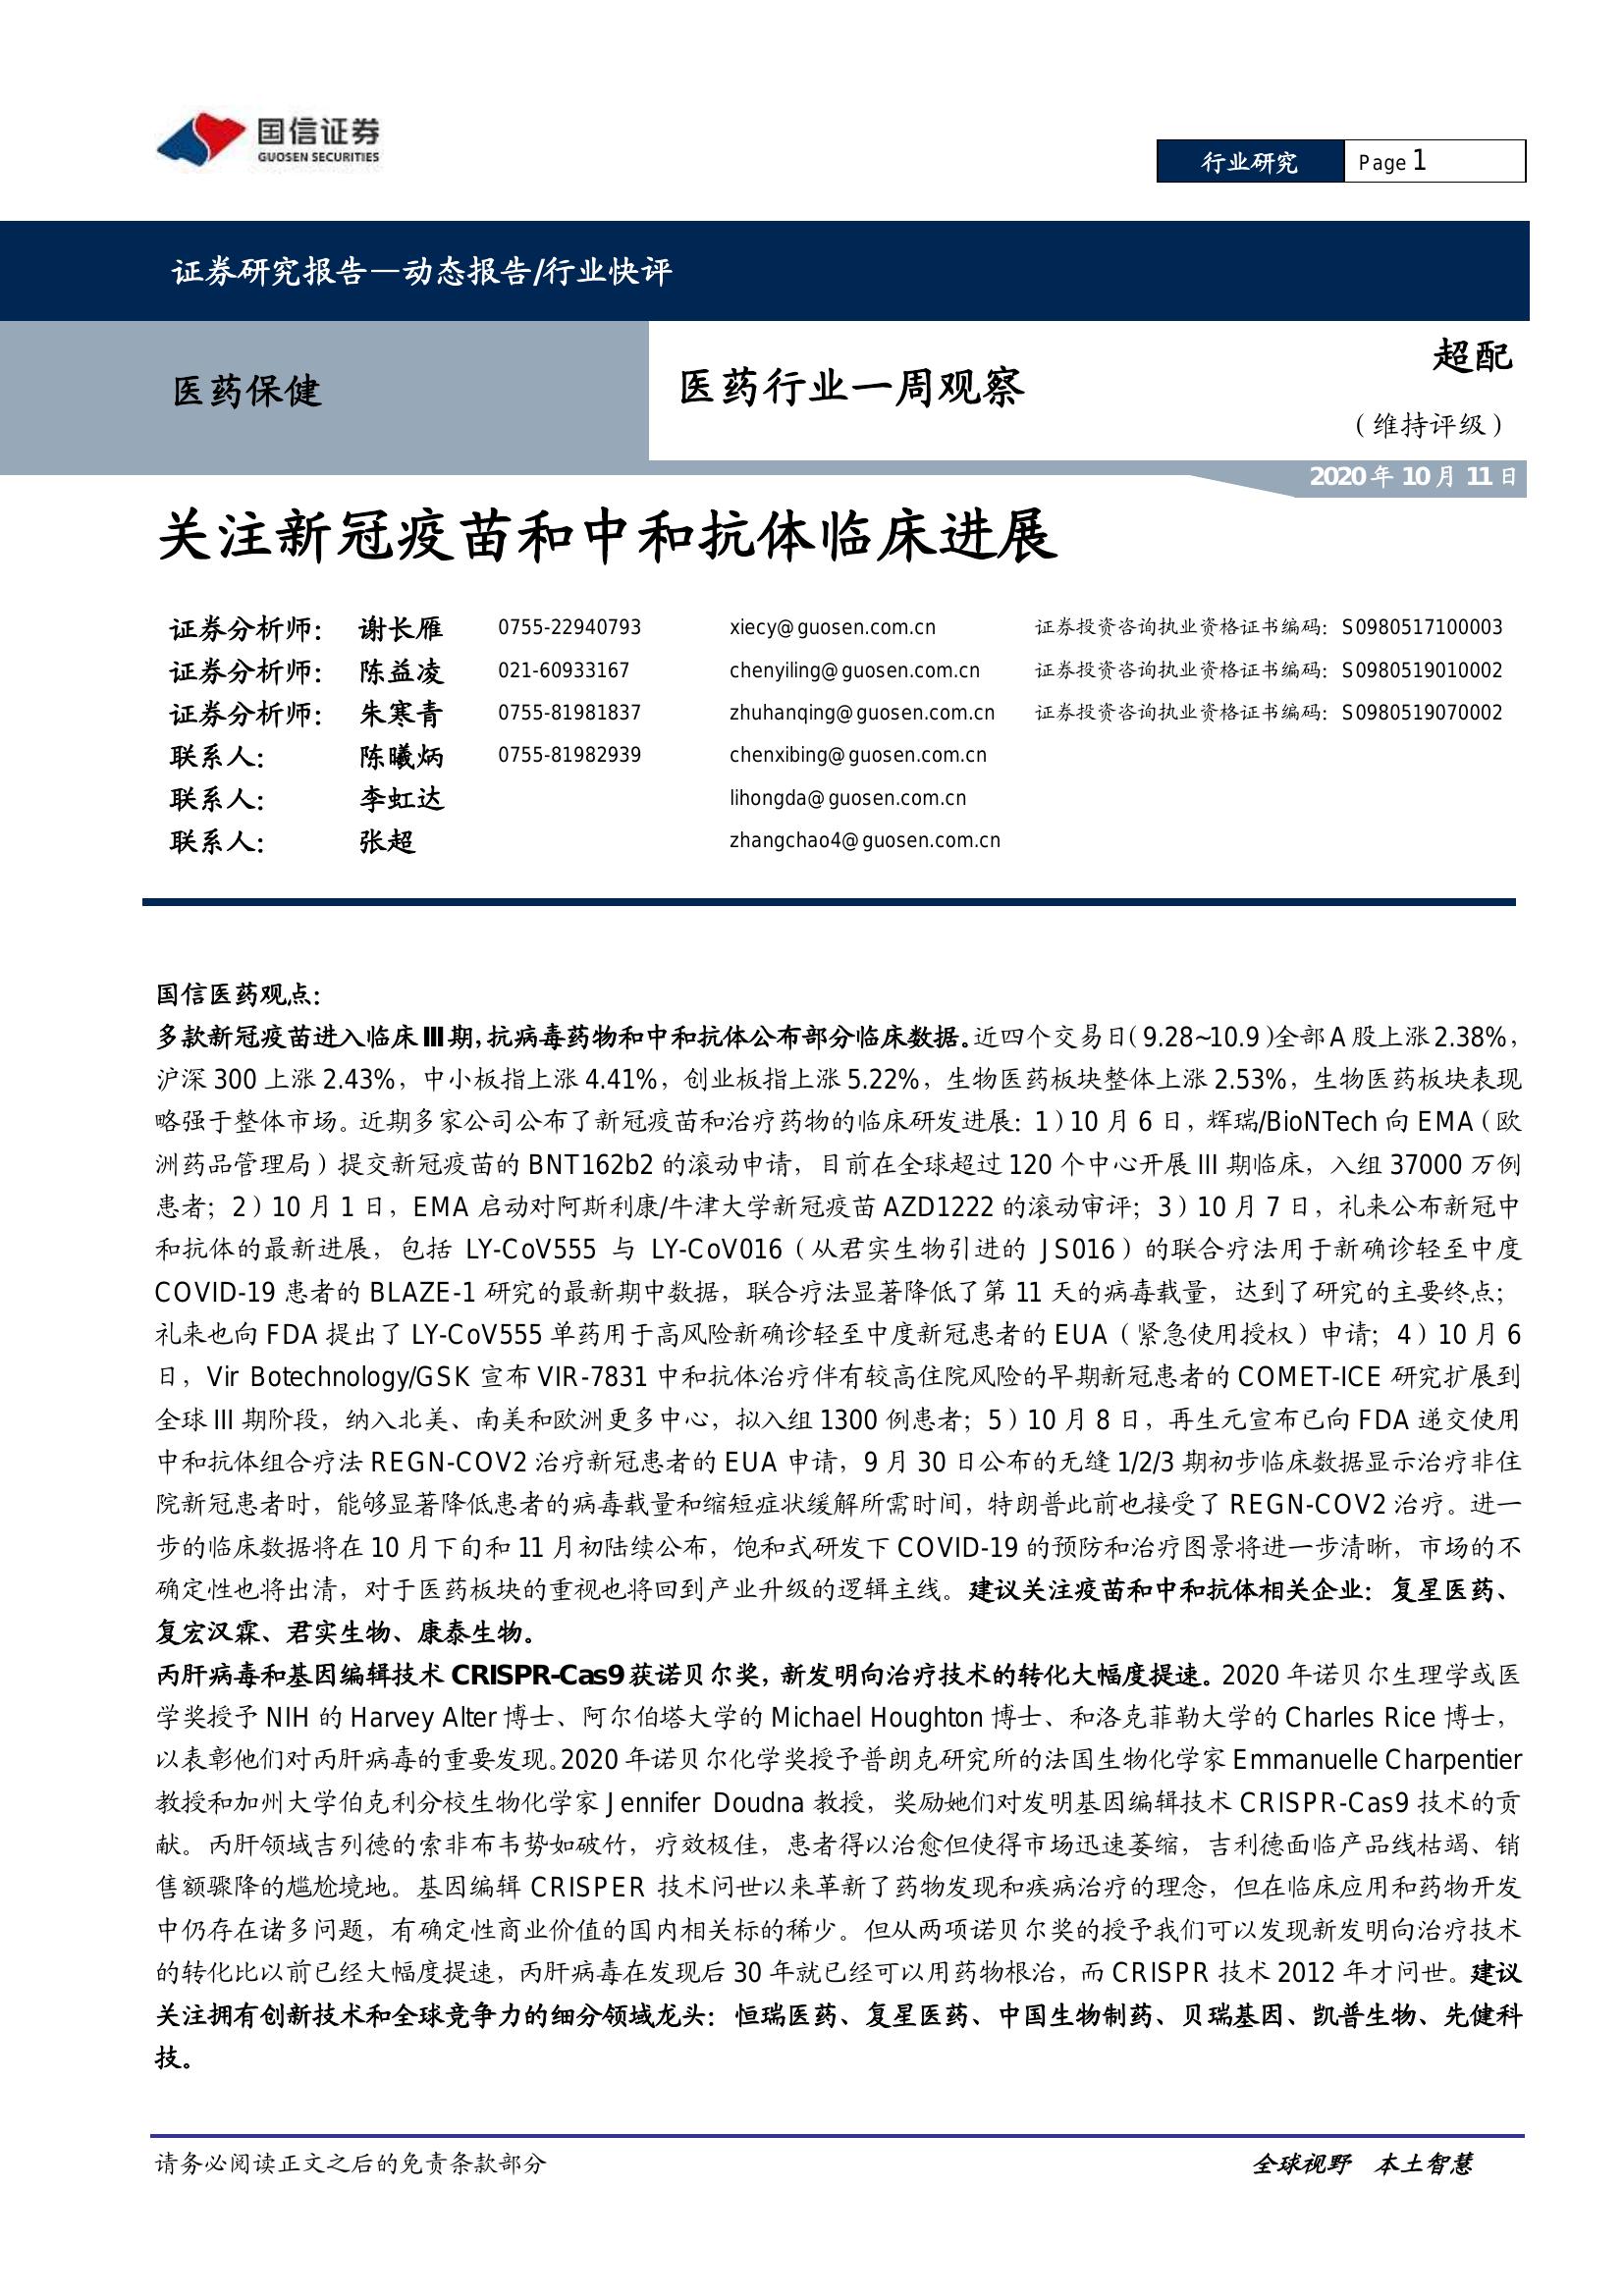 国信证券
GUOSEN SECURITIES
行业研究 Page 1
证券研究报告—动态报告/行业快评
医药保健
医药行业一周观察
超配
（维持评级）
2020 年 10 月 11 日
关注新冠疫苗和中和抗体临床进展
证券分析师： 谢长雁 0755-22940793 xiecy@guosen.com.cn 证券投资咨询执业资格证书编码：S0980517100003
证券分析师： 陈益凌 021-60933167 chenyiling@guosen.com.cn 证券投资咨询执业资格证书编码：S0980519010002
证券分析师： 朱寒青 0755-81981837 zhuhanqing@guosen.com.cn 证券投资咨询执业资格证书编码：S0980519070002
联系人： 陈曦炳 0755-81982939 chenxibing@guosen.com.cn
联系人： 李虹达 lihongda@guosen.com.cn
联系人： 张超 zhangchao4@guosen.com.cn
国信医药观点：
多款新冠疫苗进入临床 III 期，抗病毒药物和中和抗体公布部分临床数据。近四个交易日（9.28~10.9）全部 A 股上涨 2.38%，
沪深 300 上涨 2.43%，中小板指上涨 4.41%，创业板指上涨 5.22%，生物医药板块整体上涨 2.53%，生物医药板块表现
略强于整体市场。近期多家公司公布了新冠疫苗和治疗药物的临床研发进展：1）10 月 6 日，辉瑞/BioNTech 向 EMA（欧
洲药品管理局）提交新冠疫苗的 BNT162b2 的滚动申请，目前在全球超过 120 个中心开展 III 期临床，入组 37000 万例
患者；2）10 月 1 日，EMA 启动对阿斯利康/牛津大学新冠疫苗 AZD1222 的滚动审评；3）10 月 7 日，礼来公布新冠中
和抗体的最新进展，包括 LY-CoV555 与 LY-CoV016（从君实生物引进的 JS016）的联合疗法用于新确诊轻至中度
COVID-19 患者的 BLAZE-1 研究的最新期中数据，联合疗法显著降低了第 11 天的病毒载量，达到了研究的主要终点；
礼来也向 FDA 提出了 LY-CoV555 单药用于高风险新确诊轻至中度新冠患者的 EUA（紧急使用授权）申请；4）10 月 6
日，Vir Botechnology/GSK 宣布 VIR-7831 中和抗体治疗伴有较高住院风险的早期新冠患者的 COMET-ICE 研究扩展到
全球 III 期阶段，纳入北美、南美和欧洲更多中心，拟入组 1300 例患者；5）10 月 8 日，再生元宣布已向 FDA 递交使用
中和抗体组合疗法 REGN-COV2 治疗新冠患者的 EUA 申请，9 月 30 日公布的无缝 1/2/3 期初步临床数据显示治疗非住
院新冠患者时，能够显著降低患者的病毒载量和缩短症状缓解所需时间，特朗普此前也接受了 REGN-COV2 治疗。进一
步的临床数据将在 10 月下旬和 11 月初陆续公布，饱和式研发下 COVID-19 的预防和治疗图景将进一步清晰，市场的不
确定性也将出清，对于医药板块的重视也将回到产业升级的逻辑主线。建议关注疫苗和中和抗体相关企业：复星医药、
复宏汉霖、君实生物、康泰生物。
丙肝病毒和基因编辑技术 CRISPR-Cas9 获诺贝尔奖，新发明向治疗技术的转化大幅度提速。2020 年诺贝尔生理学或医
学奖授予 NIH 的 Harvey Alter 博士、阿尔伯塔大学的 Michael Houghton 博士、和洛克菲勒大学的 Charles Rice 博士，
以表彰他们对丙肝病毒的重要发现。2020 年诺贝尔化学奖授予普朗克研究所的法国生物化学家 Emmanuelle Charpentier
教授和加州大学伯克利分校生物化学家 Jennifer Doudna 教授，奖励她们对发明基因编辑技术 CRISPR-Cas9 技术的贡
献。丙肝领域吉列德的索非布韦势如破竹，疗效极佳，患者得以治愈但使得市场迅速萎缩，吉利德面临产品线枯竭、销
售额骤降的尴尬境地。基因编辑 CRISPER 技术问世以来革新了药物发现和疾病治疗的理念，但在临床应用和药物开发
中仍存在诸多问题，有确定性商业价值的国内相关标的稀少。但从两项诺贝尔奖的授予我们可以发现新发明向治疗技术
的转化比以前已经大幅度提速，丙肝病毒在发现后 30 年就已经可以用药物根治，而 CRISPR 技术 2012 年才问世。建议
关注拥有创新技术和全球竞争力的细分领域龙头：恒瑞医药、复星医药、中国生物制药、贝瑞基因、凯普生物、先健科
技。
请务必阅读正文之后的免责条款部分 全球视野 本土智慧